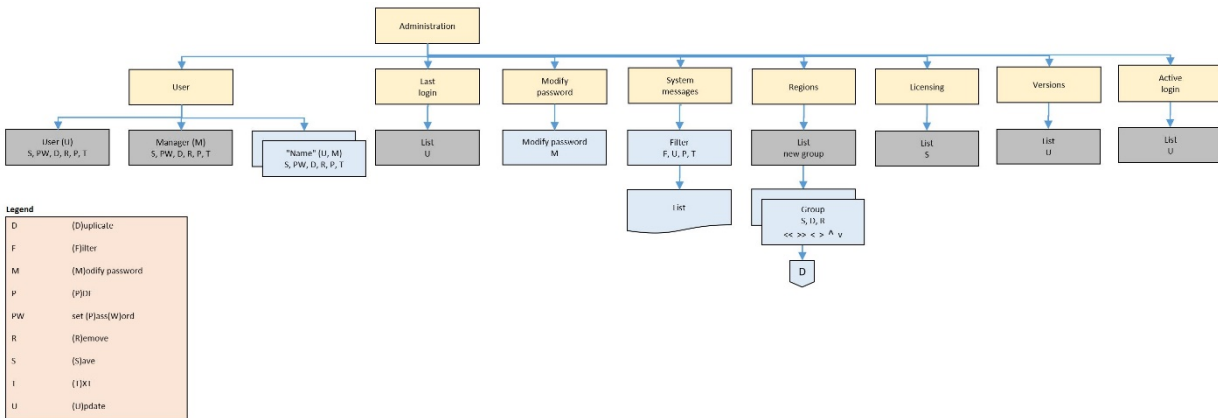 Administration
User
Last
login
Modify
password
System
messages
Regions
Licensing
Versions
Active
login
User (U)
S, PW, D, R, P, T
Manager (M)
S, PW, D, R, P, T
"Name" (U, M)
S, PW, D, R, P, T
List
U
Modify password
M
Filter
F, U, P, T
List
new group
List
S
List
U
List
U
List
Group
S, D, R
<< >> < > ^ v
D
Legend
D (D)uplicate
F (F)ilter
M (M)odify password
P (P)DF
PW set (P)ass(W)ord
R (R)emove
S (S)ave
T (T)XT
U (U)pdate